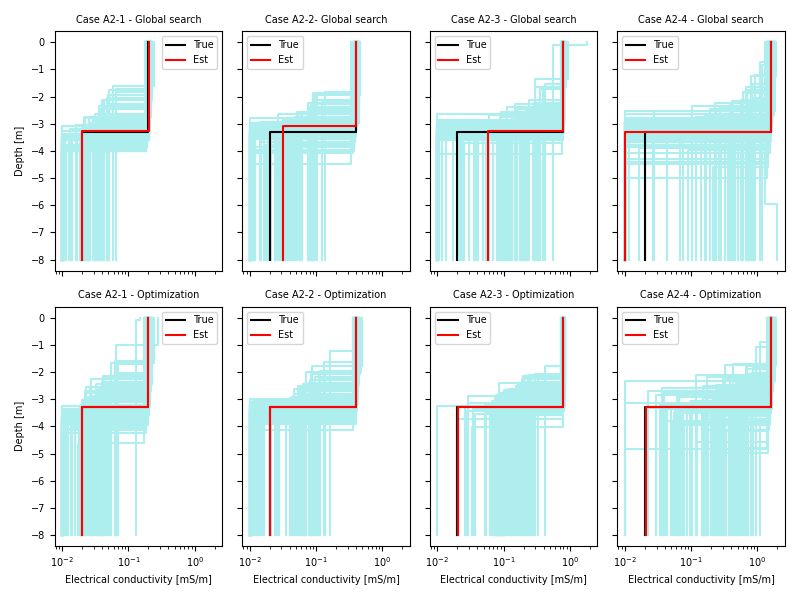 Case A2-1 - Global search
Case A2-2- Global search
Case A2-3 - Global search
Case A2-4 - Global search
True
Est
True
Est
True
Est
True
Est
Depth [m]
0
−1
−2
−3
−4
−5
−6
−7
−8
Case A2-1 - Optimization
Case A2-2 - Optimization
Case A2-3 - Optimization
Case A2-4 - Optimization
True
Est
True
Est
True
Est
True
Est
Depth [m]
0
−1
−2
−3
−4
−5
−6
−7
−8
10⁻² 10⁻¹ 10⁰
10⁻² 10⁻¹ 10⁰
10⁻² 10⁻¹ 10⁰
10⁻² 10⁻¹ 10⁰
Electrical conductivity [mS/m]
Electrical conductivity [mS/m]
Electrical conductivity [mS/m]
Electrical conductivity [mS/m]